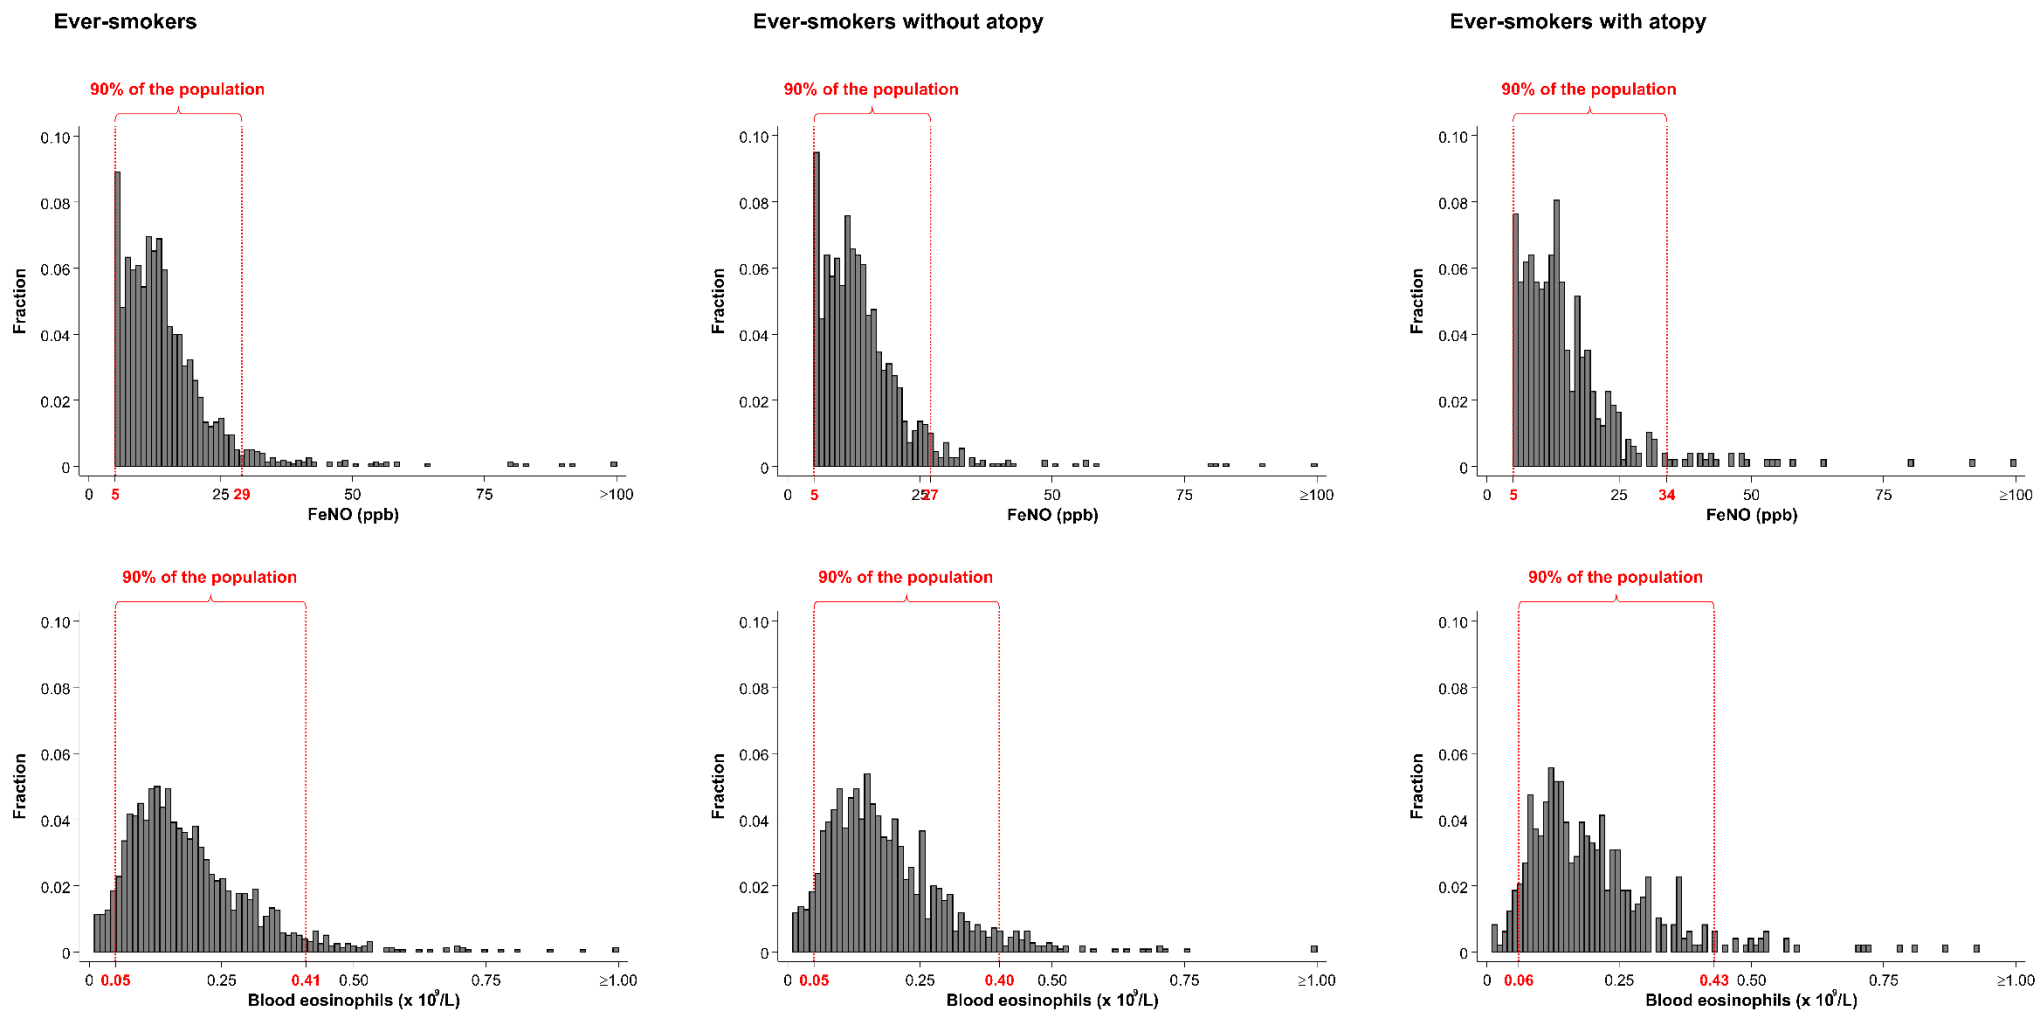 Ever-smokers
Ever-smokers without atopy
Ever-smokers with atopy
90% of the population
0.10
0.08
0.06
0.04
0.02
0
Fraction
0 5 25 29 50 75 ≥100
FeNO (ppb)
90% of the population
0.10
0.08
0.06
0.04
0.02
0
Fraction
0 5 25 27 50 75 ≥100
FeNO (ppb)
90% of the population
0.10
0.08
0.06
0.04
0.02
0
Fraction
0 5 25 34 50 75 ≥100
FeNO (ppb)
90% of the population
0.10
0.08
0.06
0.04
0.02
0
Fraction
0 0.05 0.25 0.41 0.50 0.75 ≥1.00
Blood eosinophils (x 10⁹/L)
90% of the population
0.10
0.08
0.06
0.04
0.02
0
Fraction
0 0.05 0.25 0.40 0.50 0.75 ≥1.00
Blood eosinophils (x 10⁹/L)
90% of the population
0.10
0.08
0.06
0.04
0.02
0
Fraction
0 0.06 0.25 0.43 0.50 0.75 ≥1.00
Blood eosinophils (x 10⁹/L)